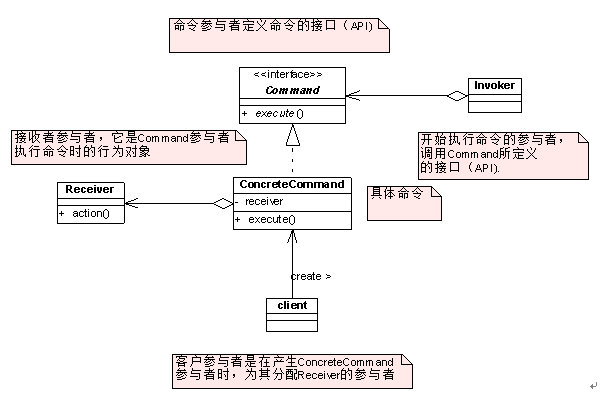 命令参与者定义命令的接口（API)
<<interface>>
Command
+ execute()
Invoker
接收者参与者，它是Command参与者
执行命令时的行为对象
开始执行命令的参与者，
调用Command所定义
的接口（API).
Receiver
+ action()
ConcreteCommand
- receiver
+ execute()
具体命令
create >
client
客户参与者是在产生ConcreteCommand
参与者时，为其分配Receiver的参与者